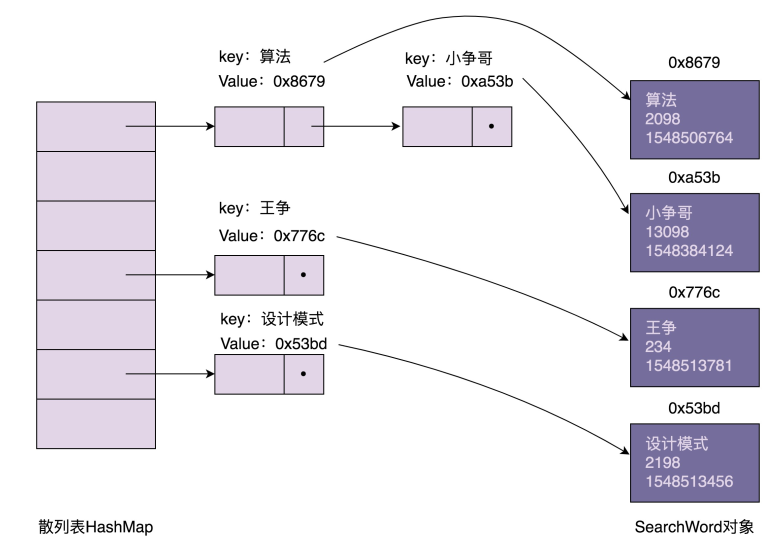 key：算法
Value：0x8679
key：小争哥
Value：0xa53b
0x8679
算法
2098
1548506764
0xa53b
小争哥
13098
1548384124
key：王争
Value：0x776c
0x776c
王争
234
1548513781
key：设计模式
Value：0x53bd
0x53bd
设计模式
2198
1548513456
散列表HashMap
SearchWord对象